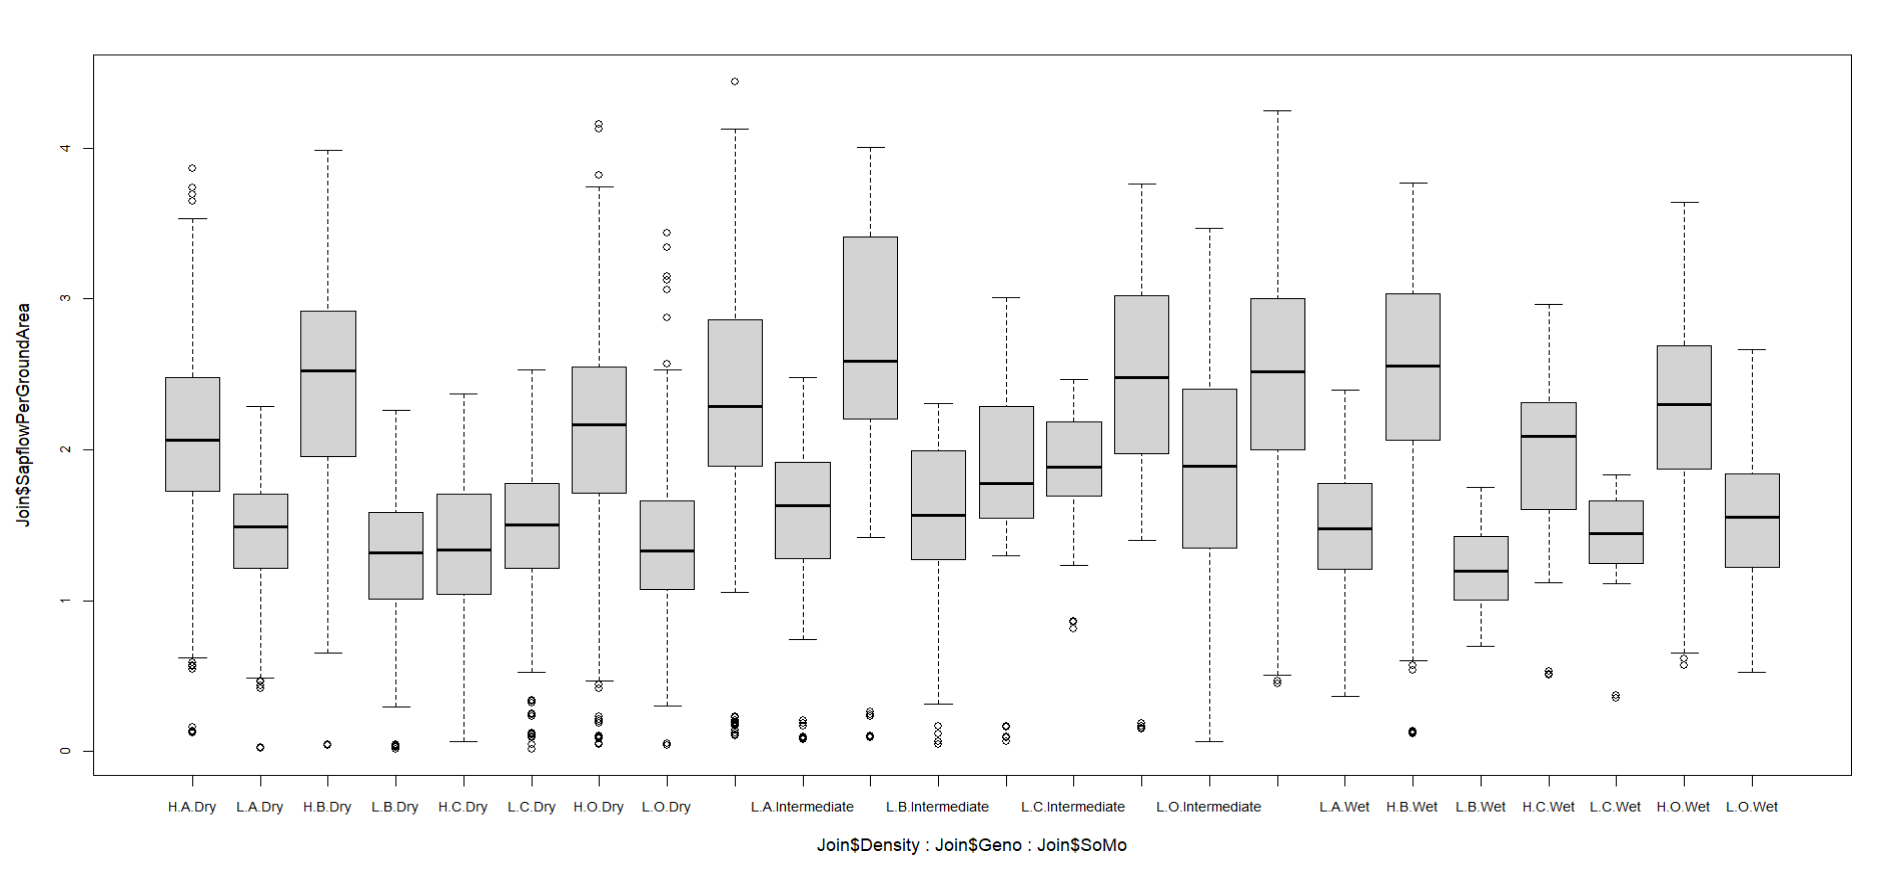 Join$SapflowPerGroundArea
4
3
2
1
0
H.A.Dry L.A.Dry H.B.Dry L.B.Dry H.C.Dry L.C.Dry H.O.Dry L.O.Dry L.A.Intermediate L.B.Intermediate L.C.Intermediate L.O.Intermediate L.A.Wet H.B.Wet L.B.Wet H.C.Wet L.C.Wet H.O.Wet L.O.Wet
Join$Density : Join$Geno : Join$SoMo